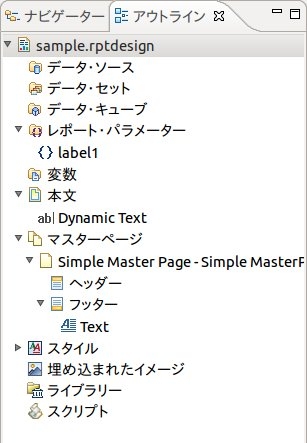 ナビゲーター アウトライン
sample.rptdesign
データ・ソース
データ・セット
データ・キューブ
レポート・パラメーター
label1
変数
本文
ab| Dynamic Text
マスターページ
Simple Master Page - Simple MasterP
ヘッダー
フッター
Text
スタイル
埋め込まれたイメージ
ライブラリー
スクリプト